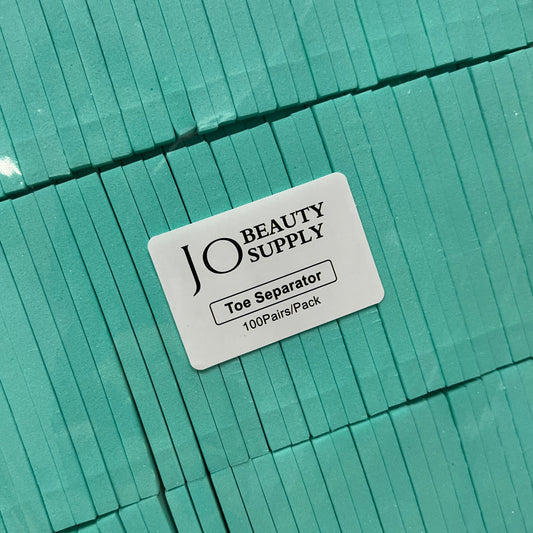 JO BEAUTY
SUPPLY
Toe Separator
100Pairs/Pack